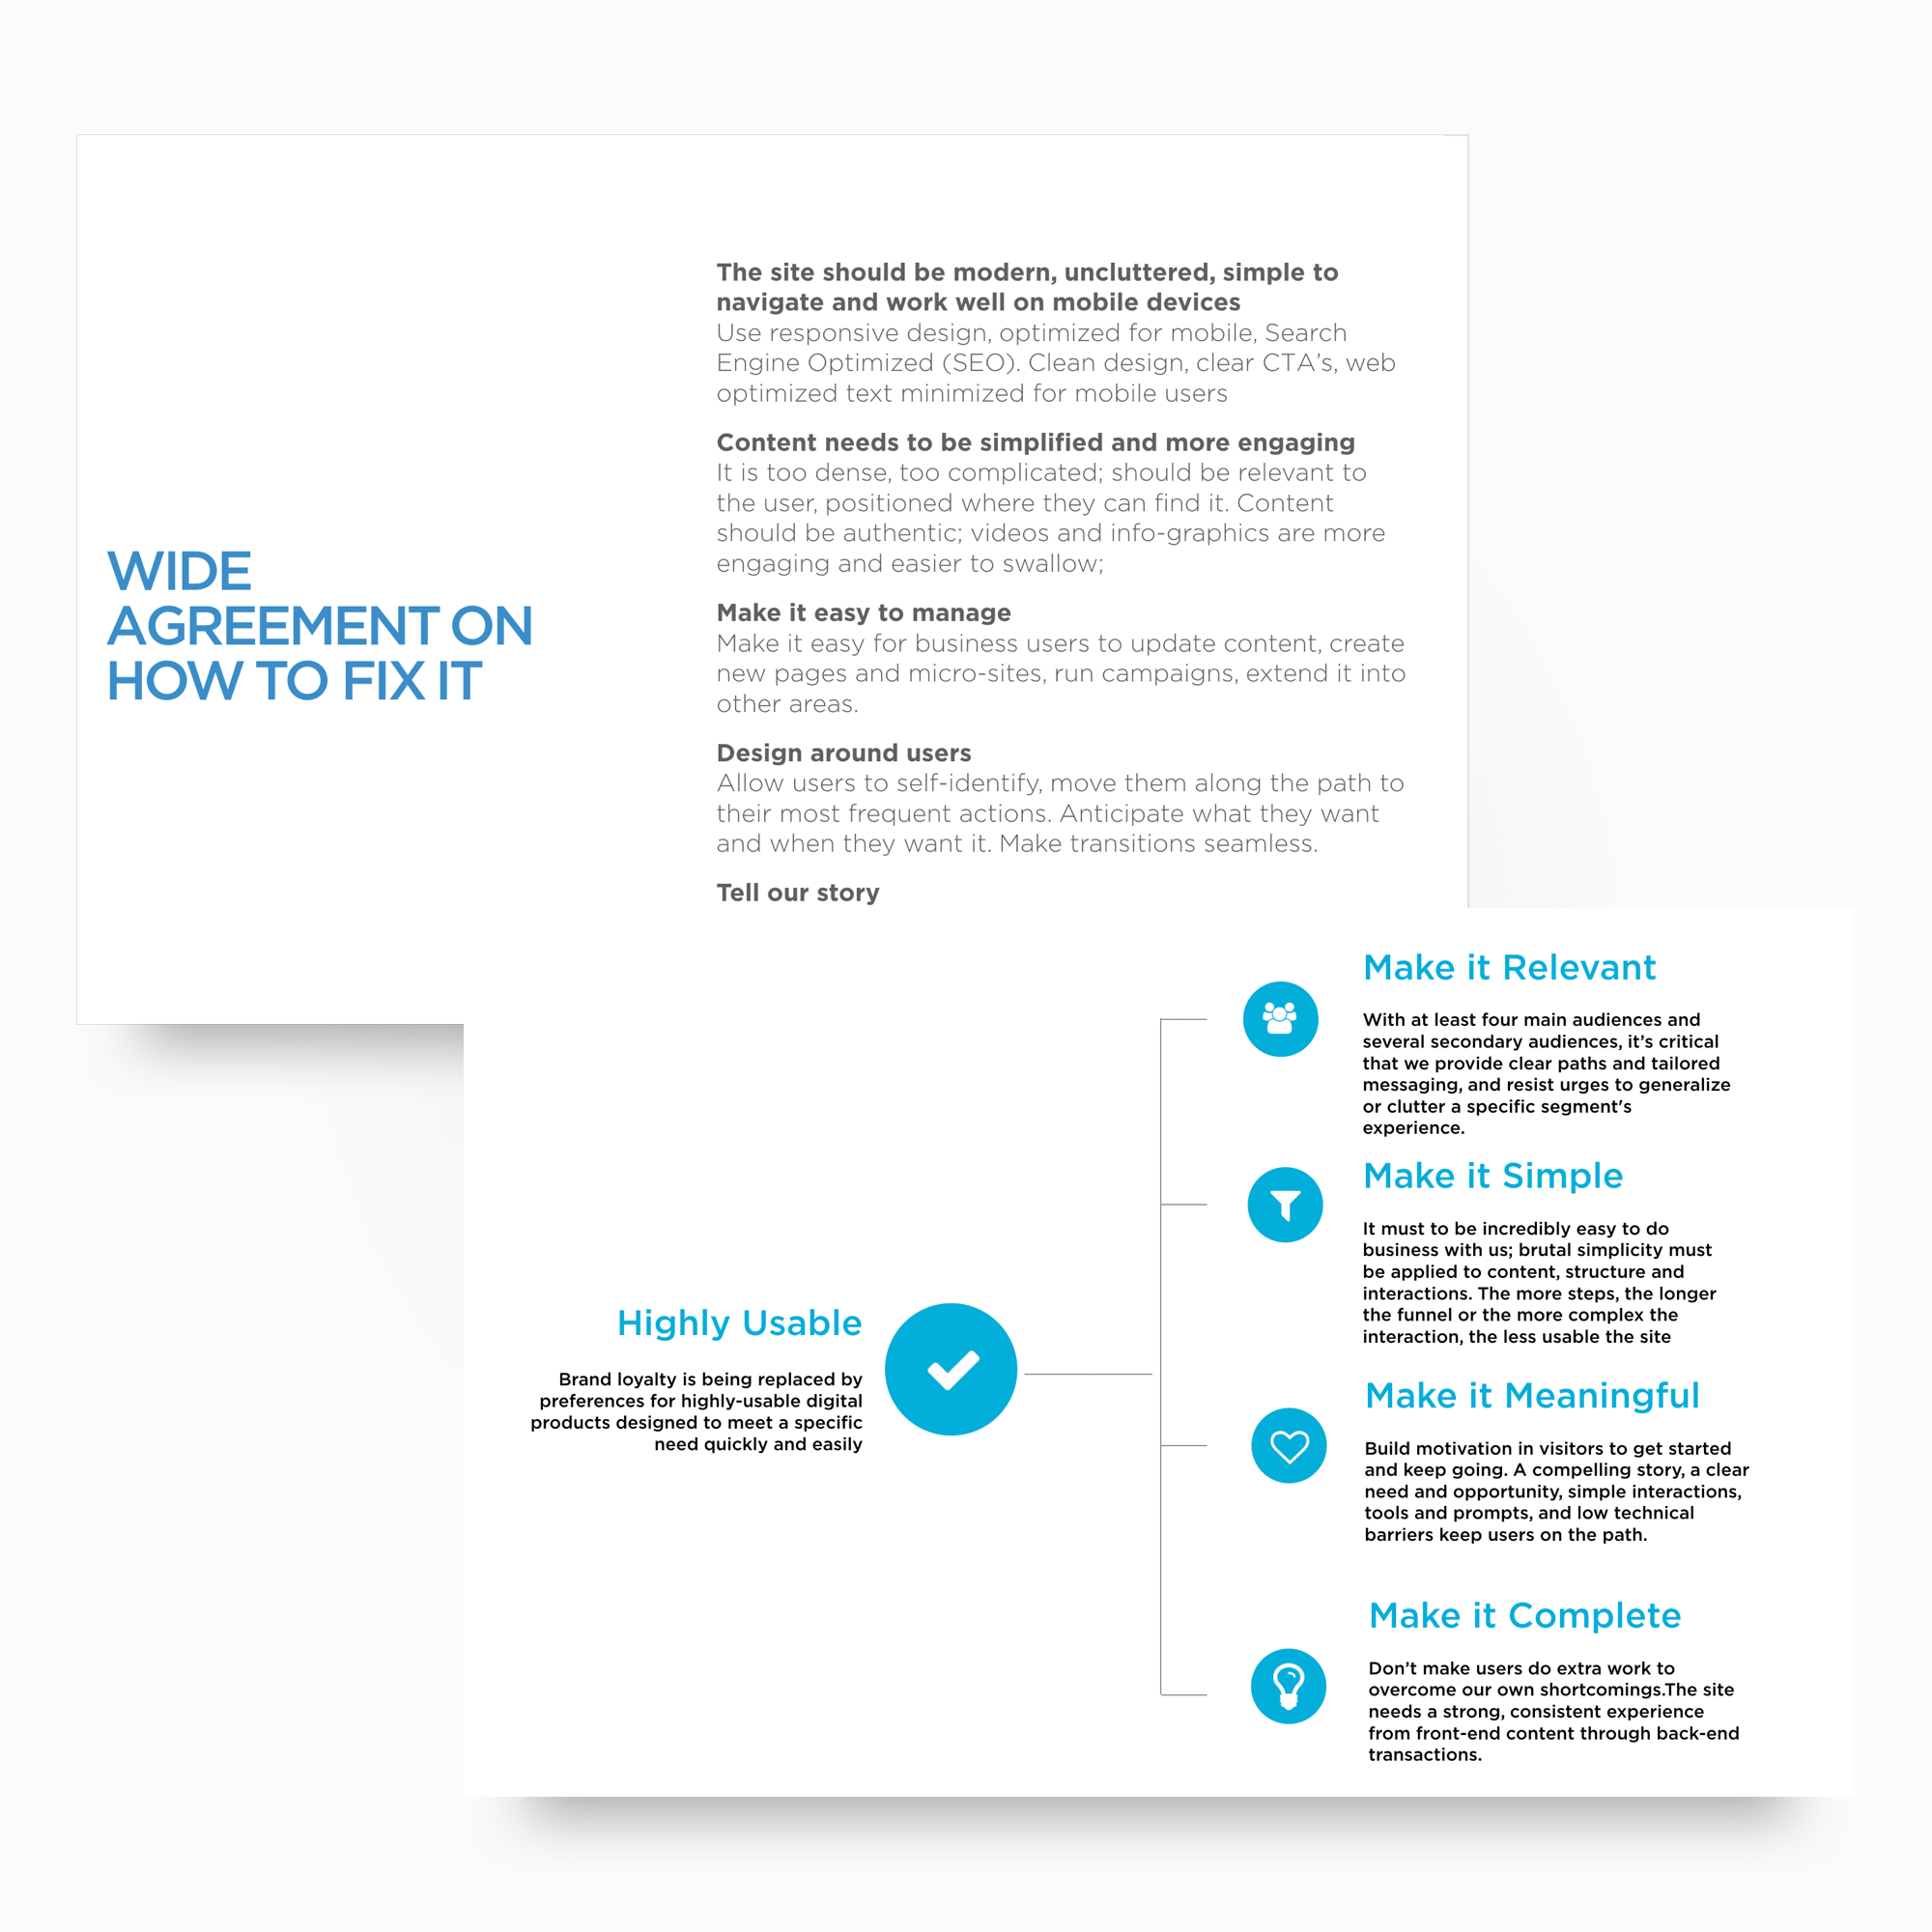 WIDE
AGREEMENT ON
HOW TO FIX IT
The site should be modern, uncluttered, simple to
navigate and work well on mobile devices
Use responsive design, optimized for mobile, Search
Engine Optimized (SEO). Clean design, clear CTA’s, web
optimized text minimized for mobile users
Content needs to be simplified and more engaging
It is too dense, too complicated; should be relevant to
the user, positioned where they can find it. Content
should be authentic; videos and info-graphics are more
engaging and easier to swallow;
Make it easy to manage
Make it easy for business users to update content, create
new pages and micro-sites, run campaigns, extend it into
other areas.
Design around users
Allow users to self-identify, move them along the path to
their most frequent actions. Anticipate what they want
and when they want it. Make transitions seamless.
Tell our story
Highly Usable
Brand loyalty is being replaced by
preferences for highly-usable digital
products designed to meet a specific
need quickly and easily
Make it Relevant
With at least four main audiences and
several secondary audiences, it’s critical
that we provide clear paths and tailored
messaging, and resist urges to generalize
or clutter a specific segment's
experience.
Make it Simple
It must to be incredibly easy to do
business with us; brutal simplicity must
be applied to content, structure and
interactions. The more steps, the longer
the funnel or the more complex the
interaction, the less usable the site
Make it Meaningful
Build motivation in visitors to get started
and keep going. A compelling story, a clear
need and opportunity, simple interactions,
tools and prompts, and low technical
barriers keep users on the path.
Make it Complete
Don’t make users do extra work to
overcome our own shortcomings.The site
needs a strong, consistent experience
from front-end content through back-end
transactions.